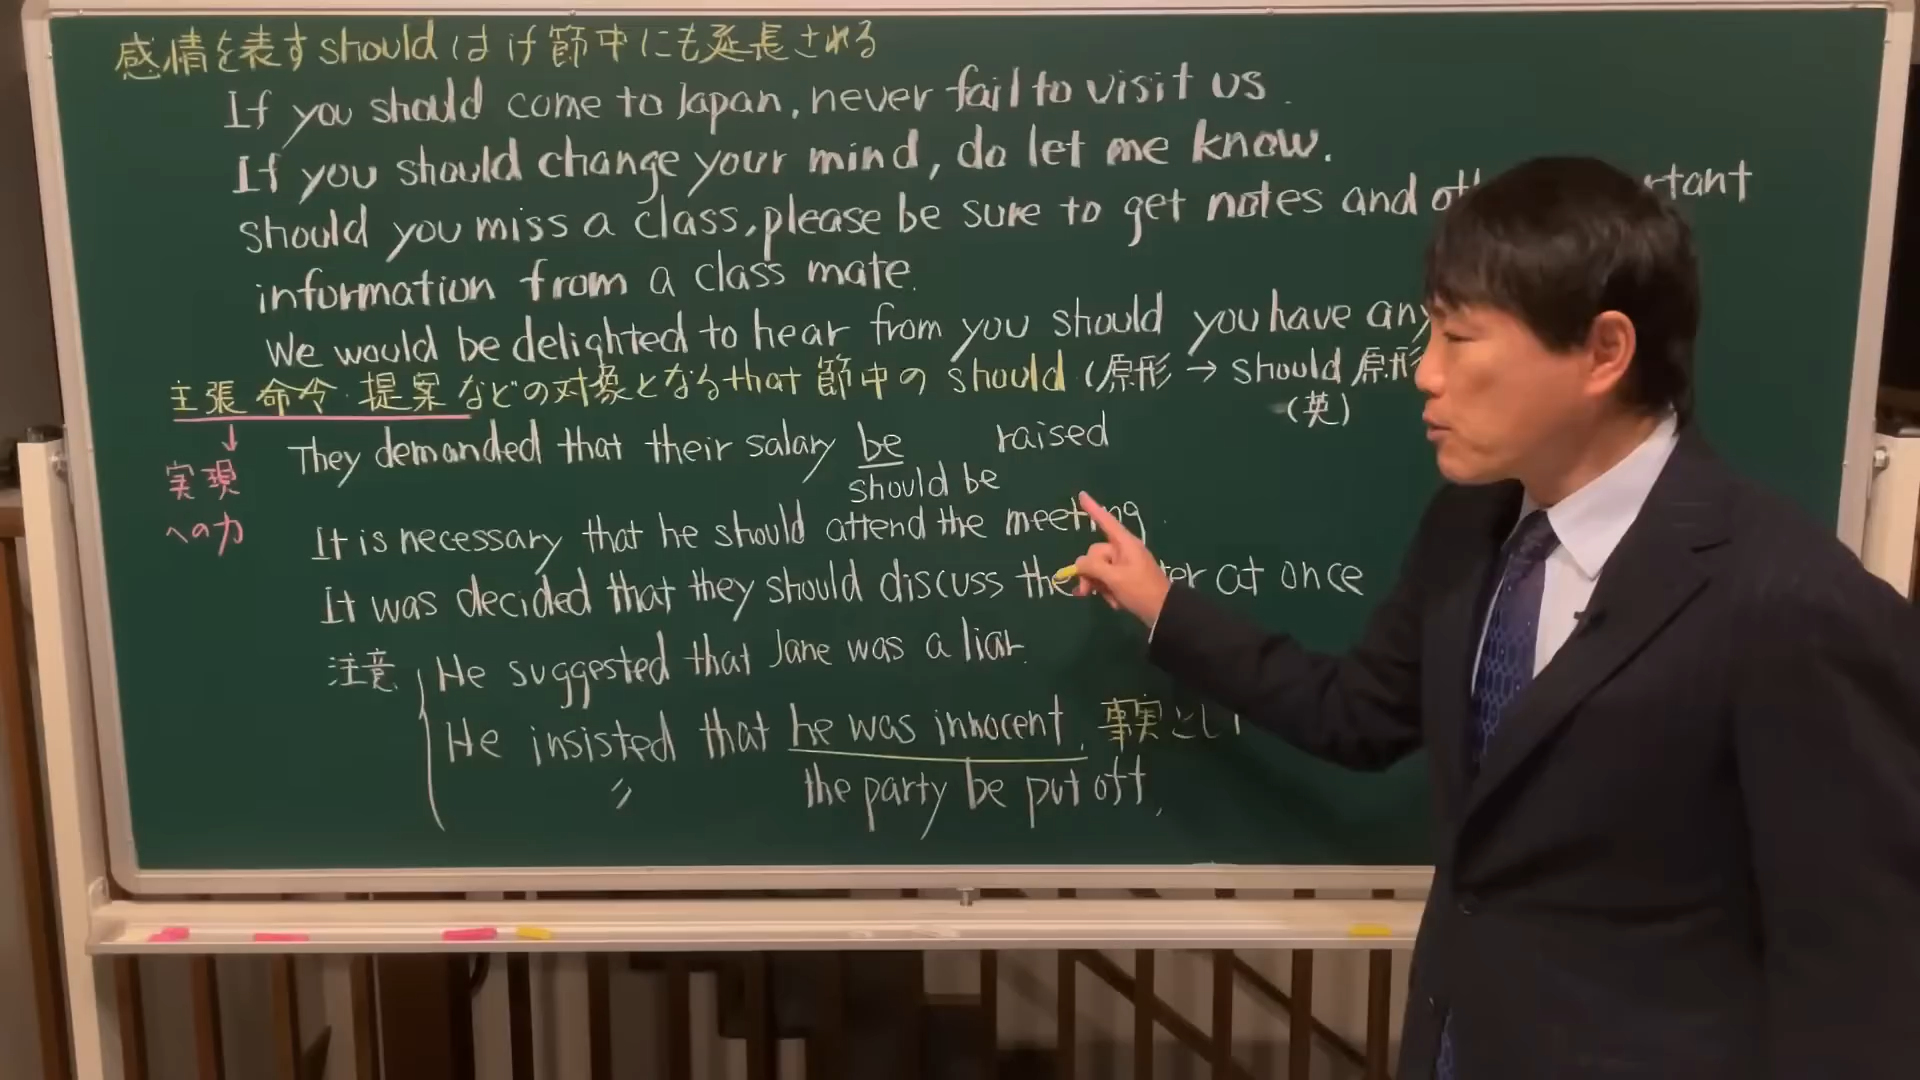 感情を表すshouldはif節中にも延長される
If you should come to Japan, never fail to visit us.
If you should change your mind, do let me know.
should you miss a class, please be sure to get notes and
information from a class mate.
We would be delighted to hear from you should you have any
主張 命令・提案などの対象となるthat節中の should (原形→should原形
(英)
↓
実現
への力
They demanded that their salary be raised
should be
It is necessary that he should attend the meeting.
It was decided that they should discuss the at once
注意 He suggested that Jane was a liar.
He insisted that he was innocent. 事実とし
〃 the party be put off.